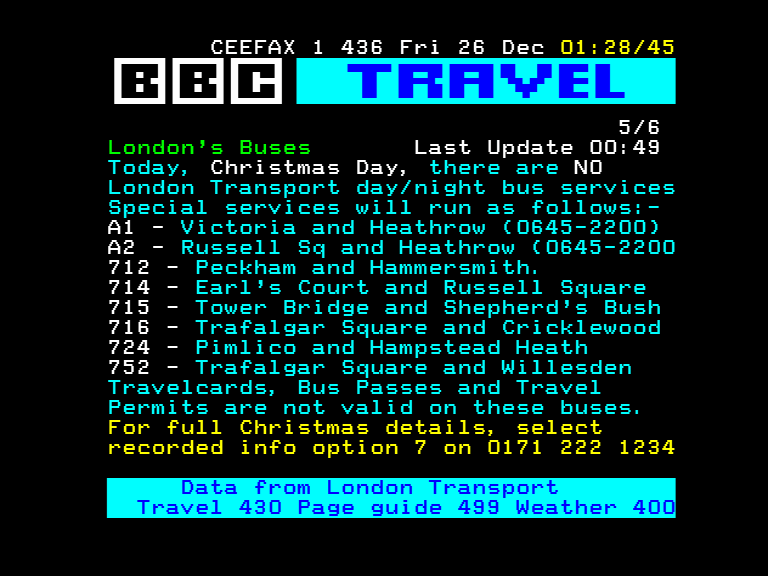 CEEFAX 1 436 Fri 26 Dec 01:28/45
BBC TRAVEL
5/6
London's Buses Last Update 00:49
Today, Christmas Day, there are NO
London Transport day/night bus services
Special services will run as follows:-
A1 - Victoria and Heathrow (0645-2200)
A2 - Russell Sq and Heathrow (0645-2200
712 - Peckham and Hammersmith.
714 - Earl's Court and Russell Square
715 - Tower Bridge and Shepherd's Bush
716 - Trafalgar Square and Cricklewood
724 - Pimlico and Hampstead Heath
752 - Trafalgar Square and Willesden
Travelcards, Bus Passes and Travel
Permits are not valid on these buses.
For full Christmas details, select
recorded info option 7 on 0171 222 1234
Data from London Transport
Travel 430 Page guide 499 Weather 400